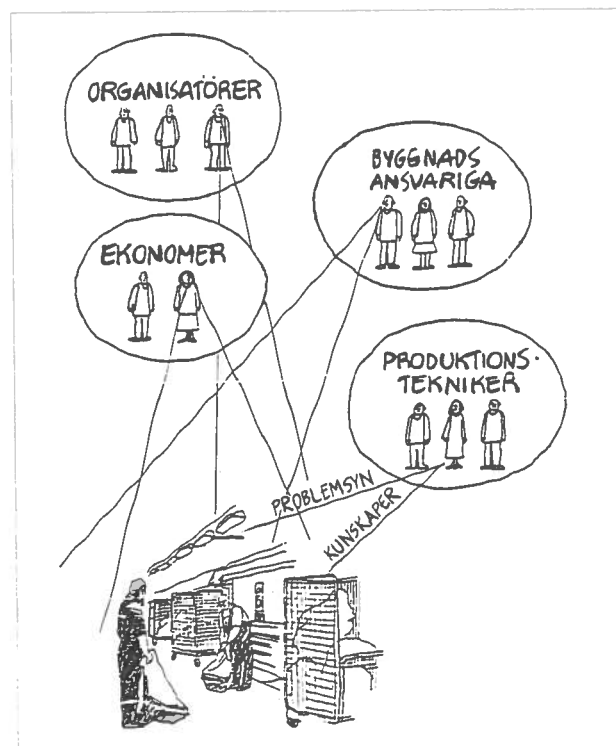 ORGANISATÖRER
BYGGNADS
ANSVARIGA
EKONOMER
PRODUKTIONS-
TEKNIKER
PROBLEMSYN
KUNSKAPER